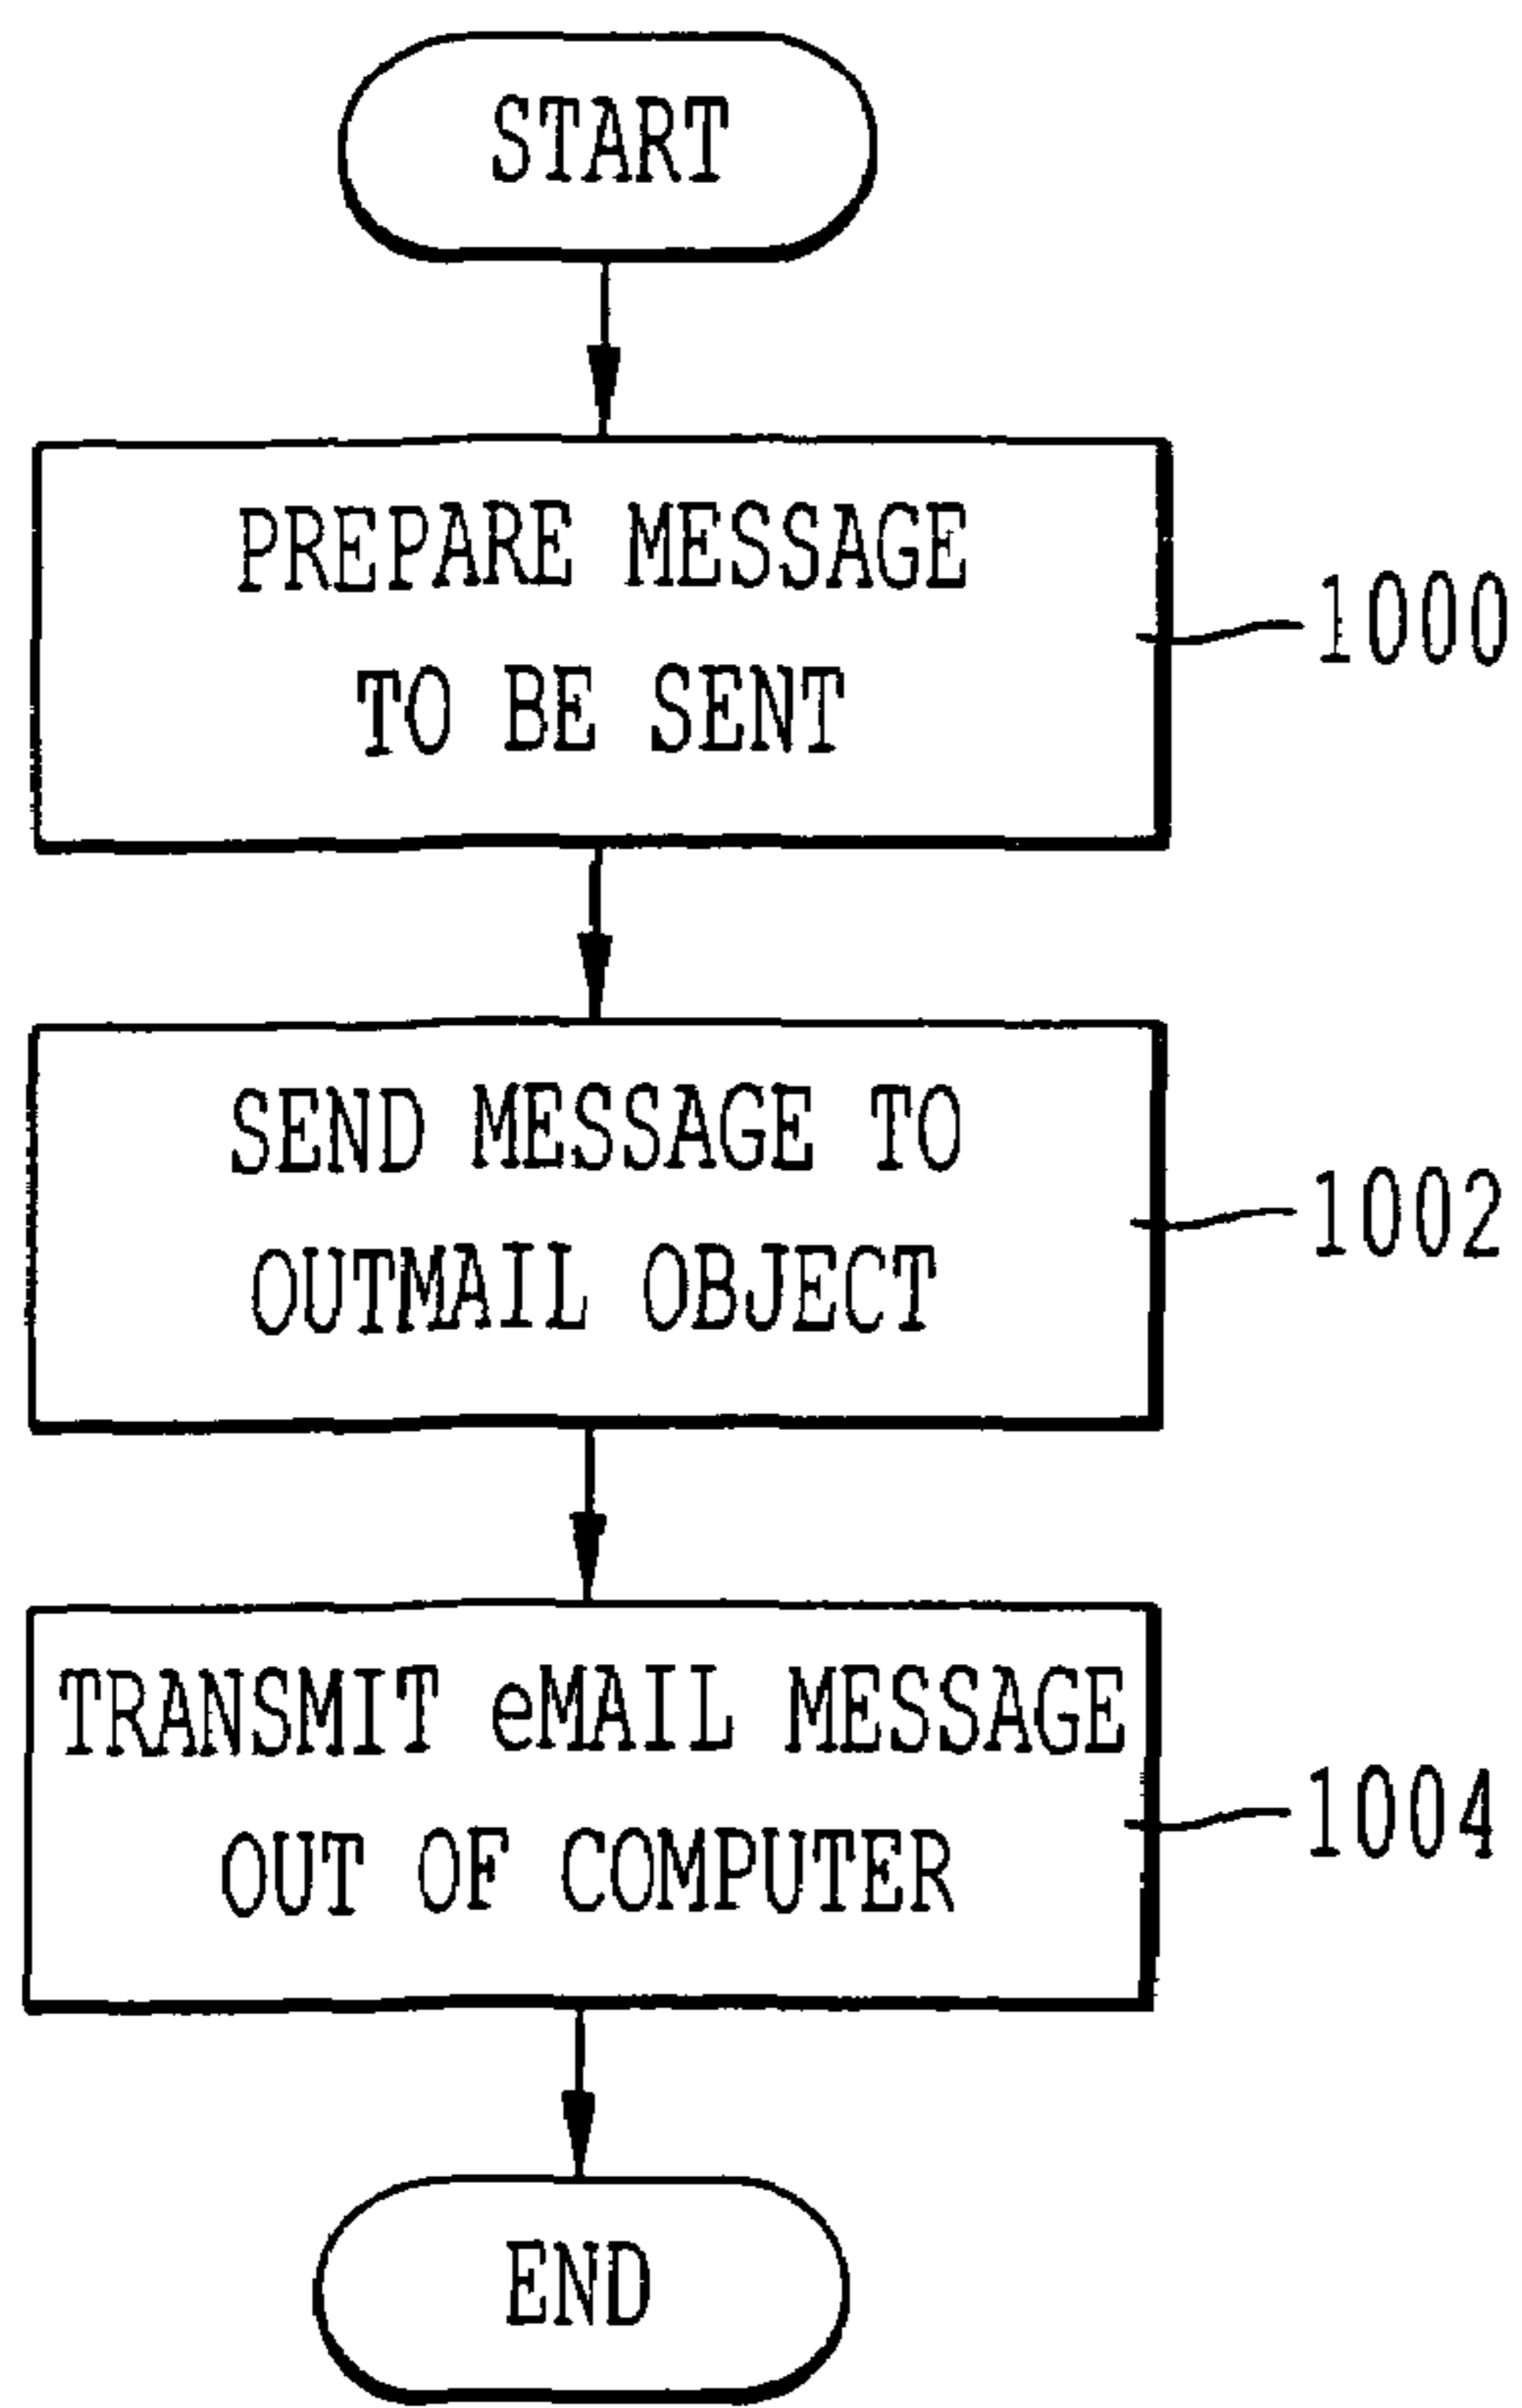 START
PREPARE MESSAGE
TO BE SENT
1000
SEND MESSAGE TO
OUTMAIL OBJECT
1002
TRANSMIT eMAIL MESSAGE
OUT OF COMPUTER
1004
END